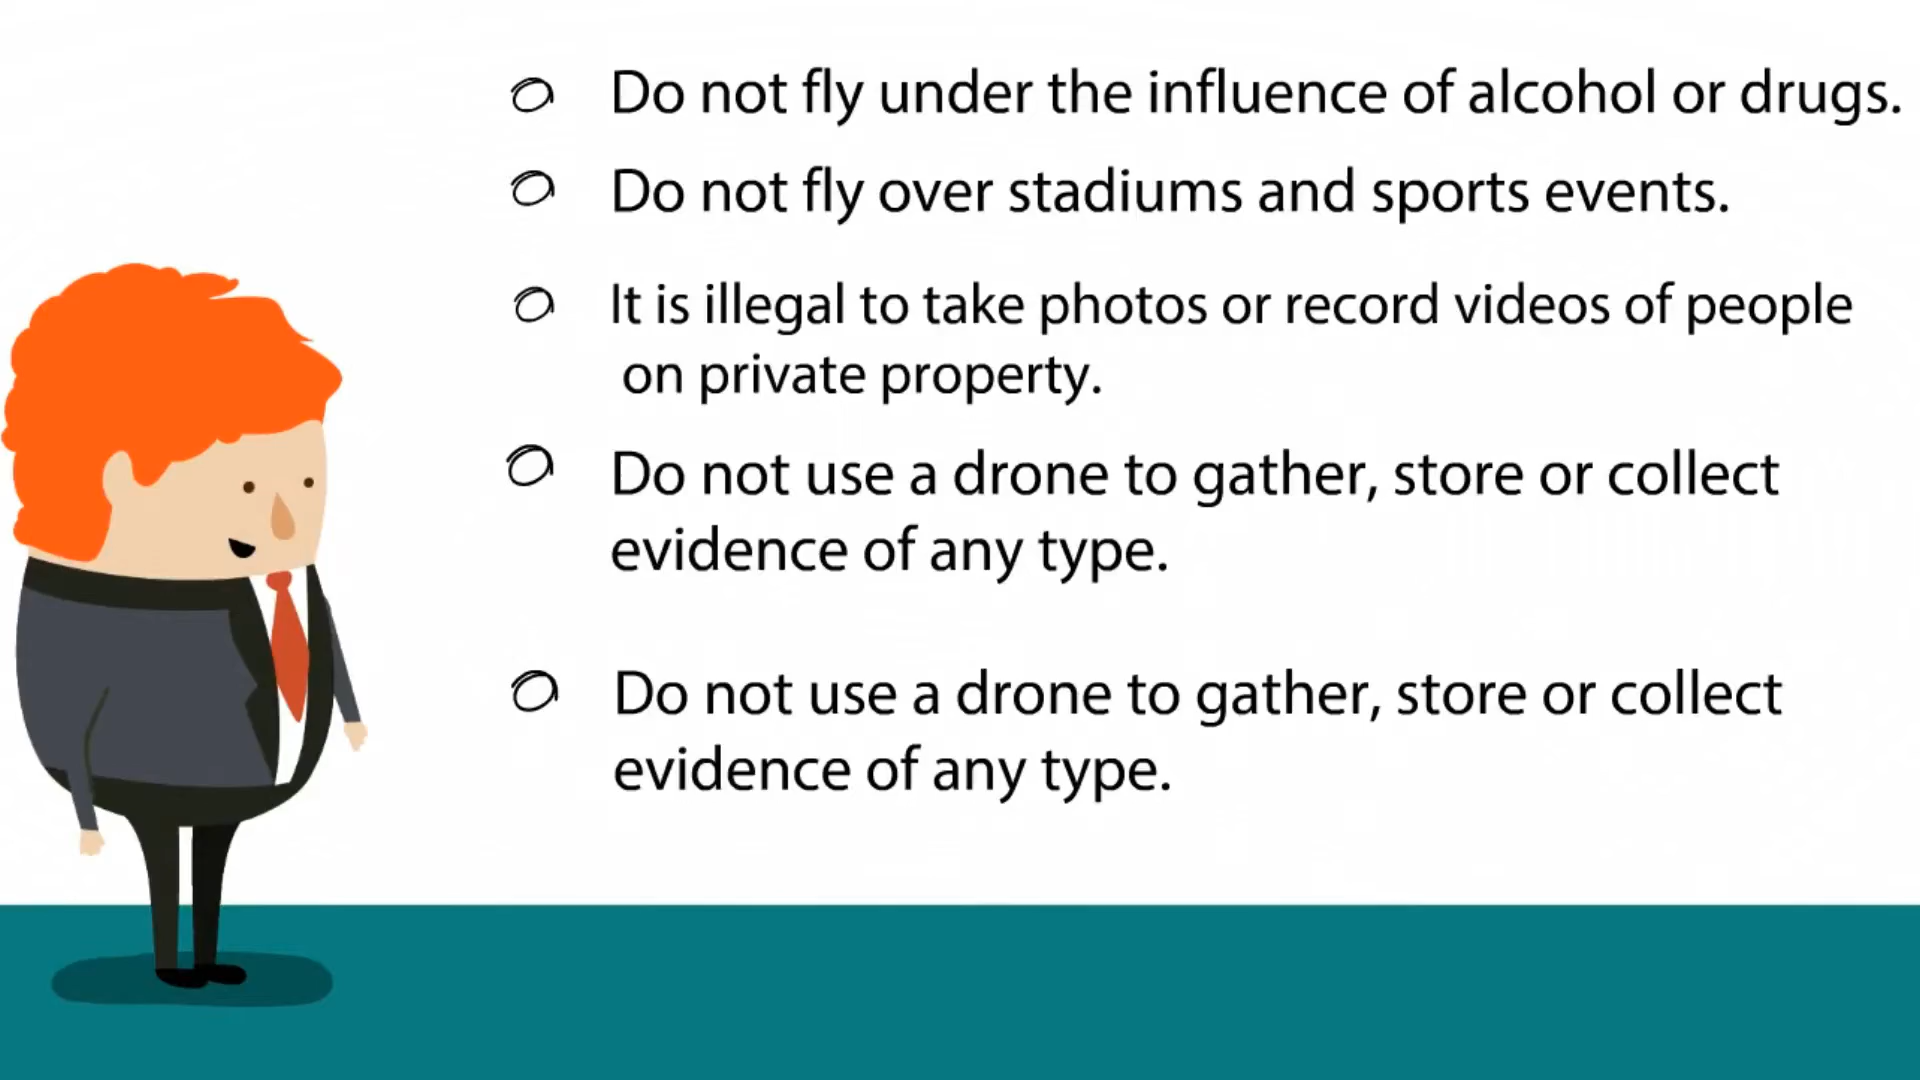 Do not fly under the influence of alcohol or drugs.
Do not fly over stadiums and sports events.
It is illegal to take photos or record videos of people
on private property.
Do not use a drone to gather, store or collect
evidence of any type.
Do not use a drone to gather, store or collect
evidence of any type.